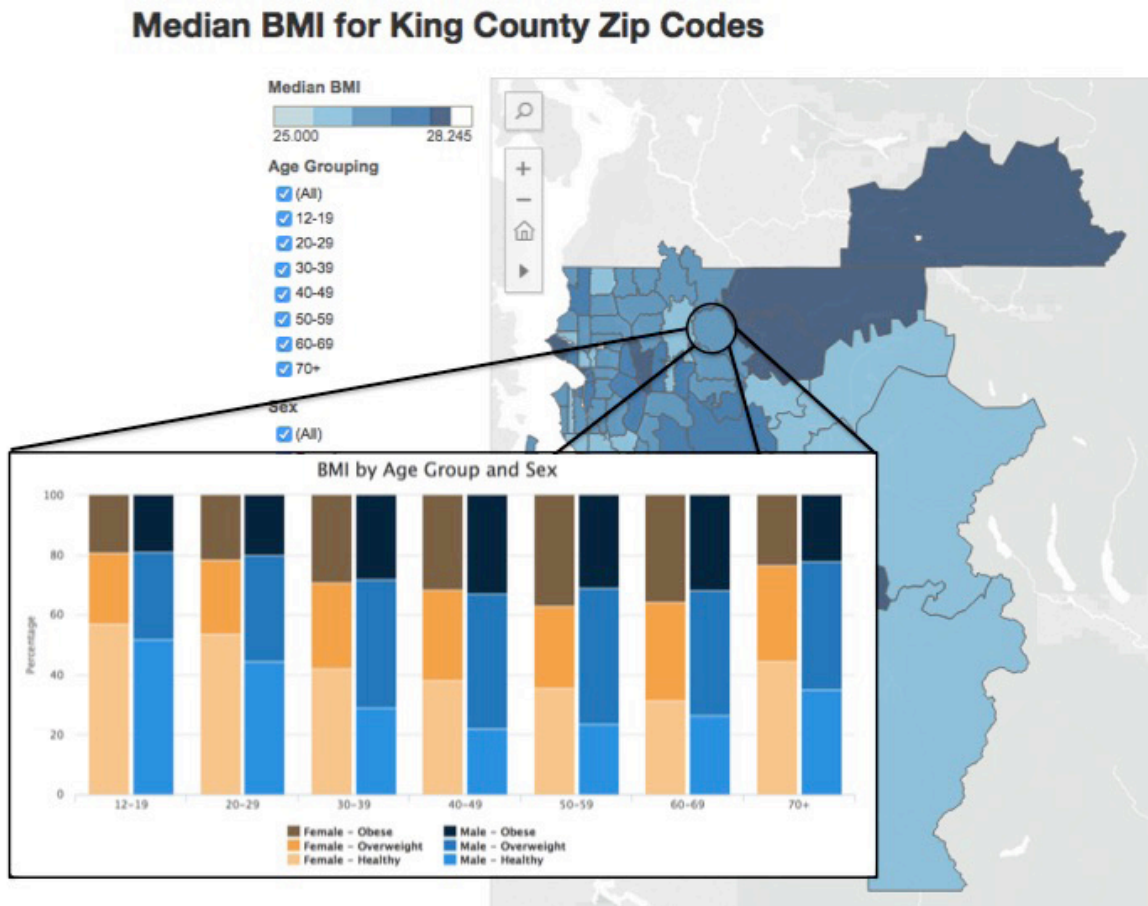 Median BMI for King County Zip Codes
Median BMI
25.000 28.245
Age Grouping
(All)
12-19
20-29
30-39
40-49
50-59
60-69
70+
Sex
(All)
BMI by Age Group and Sex
Percentage
100
80
60
40
20
0
12-19 20-29 30-39 40-49 50-59 60-69 70+
Female - Obese Male - Obese
Female - Overweight Male - Overweight
Female - Healthy Male - Healthy